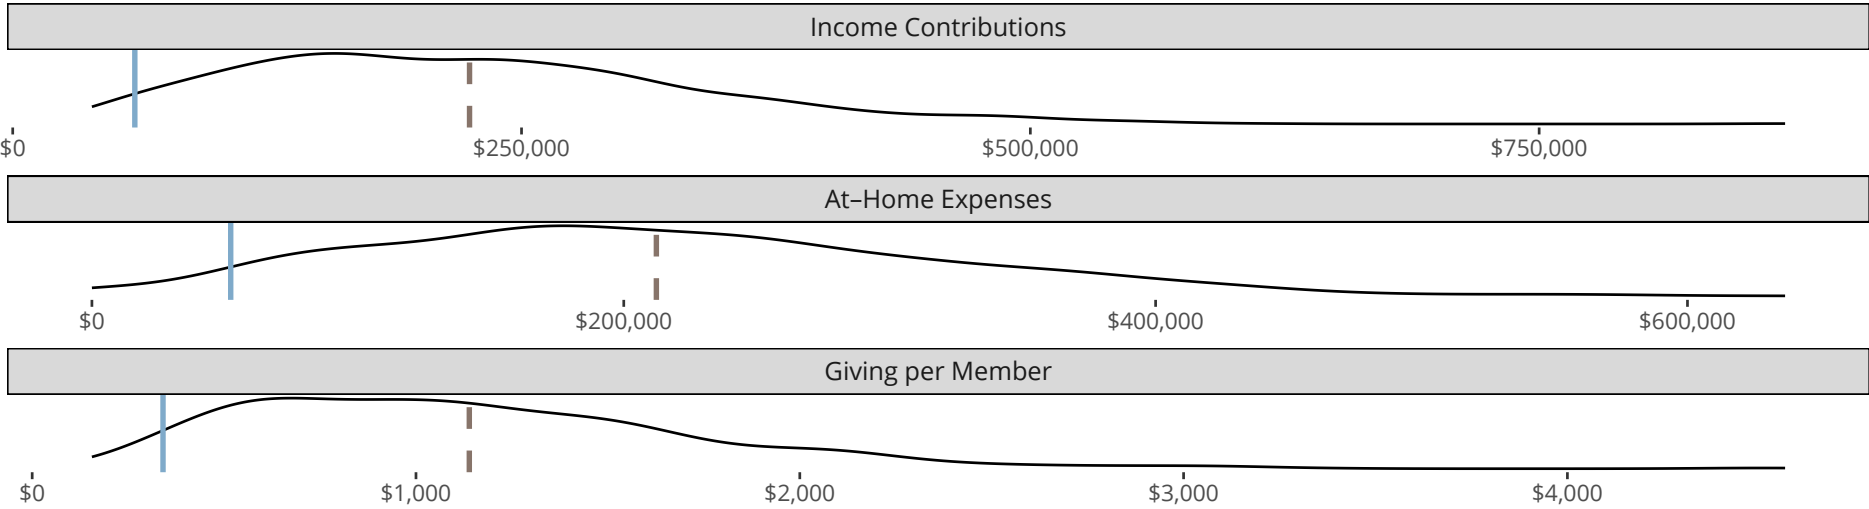 Income Contributions
$0 $250,000 $500,000 $750,000
At–Home Expenses
$0 $200,000 $400,000 $600,000
Giving per Member
$0 $1,000 $2,000 $3,000 $4,000